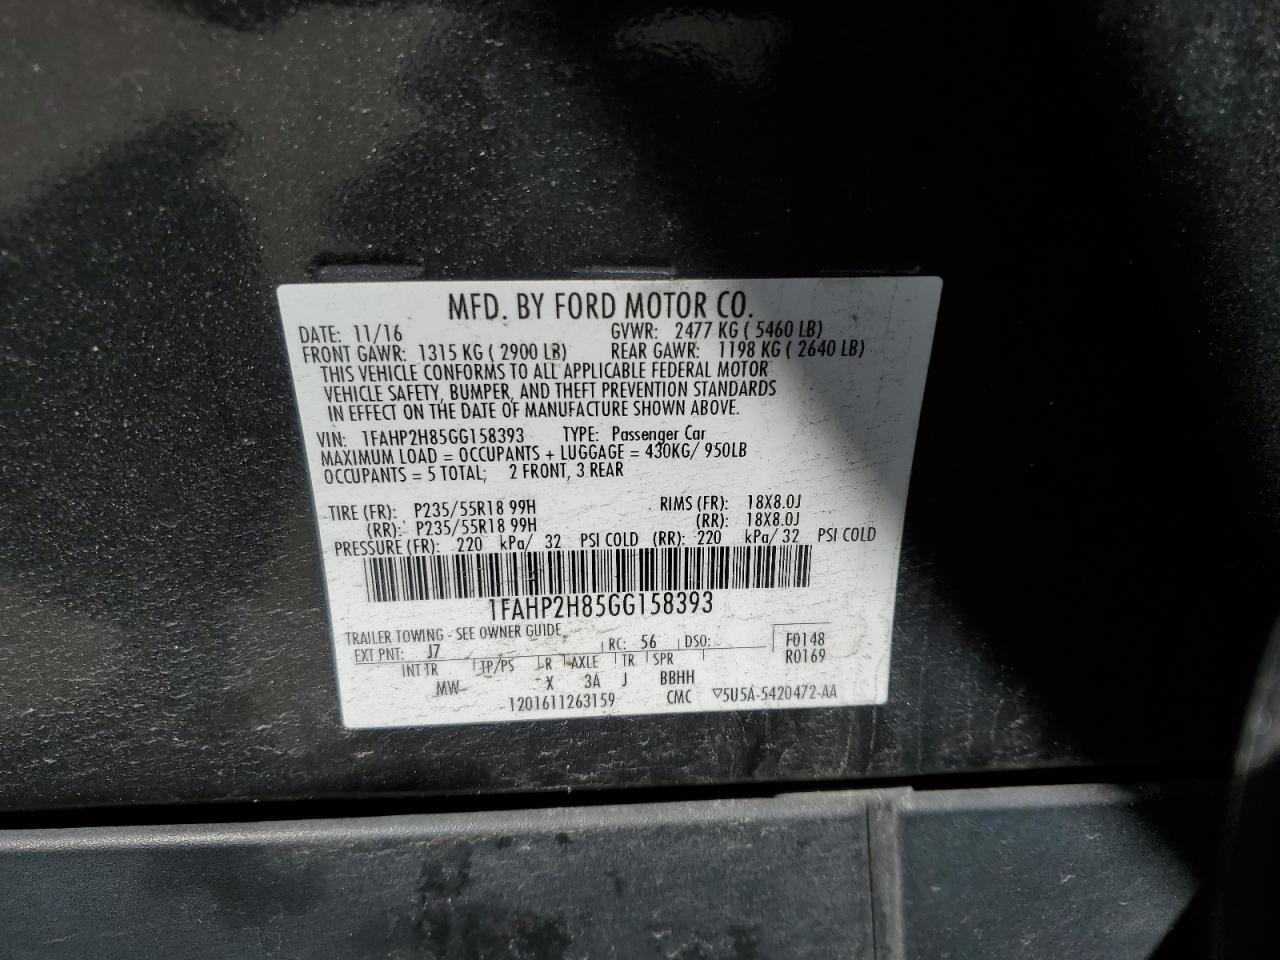 MFD. BY FORD MOTOR CO.
DATE: 11/16 GVWR: 2477 KG ( 5460 LB)
FRONT GAWR: 1315 KG ( 2900 LB) REAR GAWR: 1198 KG ( 2640 LB)
THIS VEHICLE CONFORMS TO ALL APPLICABLE FEDERAL MOTOR
VEHICLE SAFETY, BUMPER, AND THEFT PREVENTION STANDARDS
IN EFFECT ON THE DATE OF MANUFACTURE SHOWN ABOVE.
VIN: 1FAHP2H85GG158393 TYPE: Passenger Car
MAXIMUM LOAD = OCCUPANTS + LUGGAGE = 430KG/ 950LB
OCCUPANTS = 5 TOTAL; 2 FRONT, 3 REAR
TIRE (FR): P235/55R18 99H RIMS (FR): 18X8.0J
(RR): P235/55R18 99H (RR): 18X8.0J
PRESSURE (FR): 220 kPa/ 32 PSI COLD (RR): 220 kPa/ 32 PSI COLD
1FAHP2H85GG158393
TRAILER TOWING - SEE OWNER GUIDE
EXT PNT: J7 RC: 56 DSO: F0148
INT TR TP/PS R AXLE TR SPR R0169
MW X 3A J BBHH
1201611263159 CMC ▽5U5A-5420472-AA